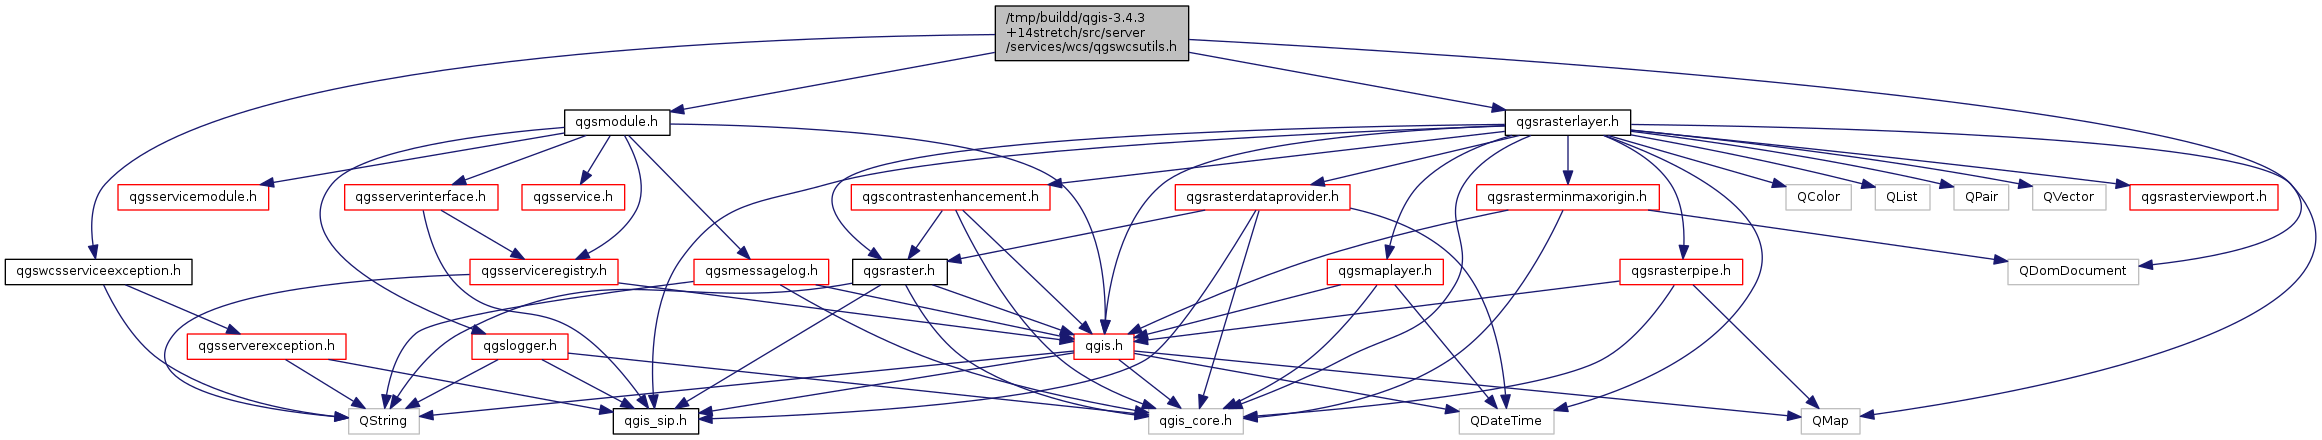 /tmp/buildd/qgis-3.4.3
+14stretch/src/server
/services/wcs/qgswcsutils.h
qgsmodule.h
qgsrasterlayer.h
qgsservicemodule.h
qgsserverinterface.h
qgsservice.h
qgscontrastenhancement.h
qgsrasterdataprovider.h
qgsrasterminmaxorigin.h
QColor
QList
QPair
QVector
qgsrasterviewport.h
qgswcsserviceexception.h
qgsserviceregistry.h
qgsmessagelog.h
qgsraster.h
qgsmaplayer.h
qgsrasterpipe.h
QDomDocument
qgsserverexception.h
qgslogger.h
qgis.h
QString
qgis_sip.h
qgis_core.h
QDateTime
QMap